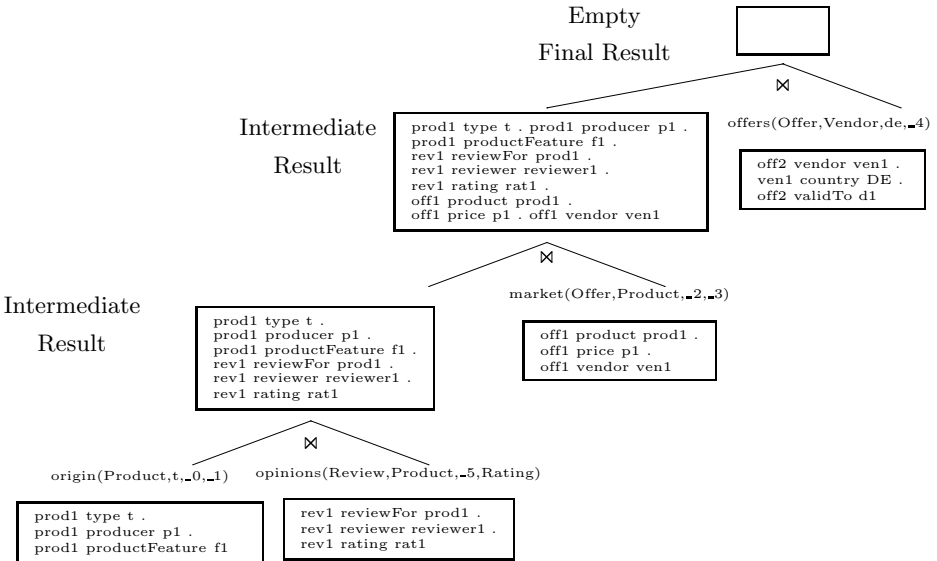 Empty
Final Result
⋈
Intermediate
Result
prod1 type t . prod1 producer p1 .
prod1 productFeature f1 .
rev1 reviewFor prod1 .
rev1 reviewer reviewer1 .
rev1 rating rat1 .
off1 product prod1 .
off1 price p1 . off1 vendor ven1
offers(Offer,Vendor,de,_4)
off2 vendor ven1 .
ven1 country DE .
off2 validTo d1
⋈
Intermediate
Result
prod1 type t .
prod1 producer p1 .
prod1 productFeature f1 .
rev1 reviewFor prod1 .
rev1 reviewer reviewer1 .
rev1 rating rat1
market(Offer,Product,_2,_3)
off1 product prod1 .
off1 price p1 .
off1 vendor ven1
⋈
origin(Product,t,_0,_1)
opinions(Review,Product,_5,Rating)
prod1 type t .
prod1 producer p1 .
prod1 productFeature f1
rev1 reviewFor prod1 .
rev1 reviewer reviewer1 .
rev1 rating rat1